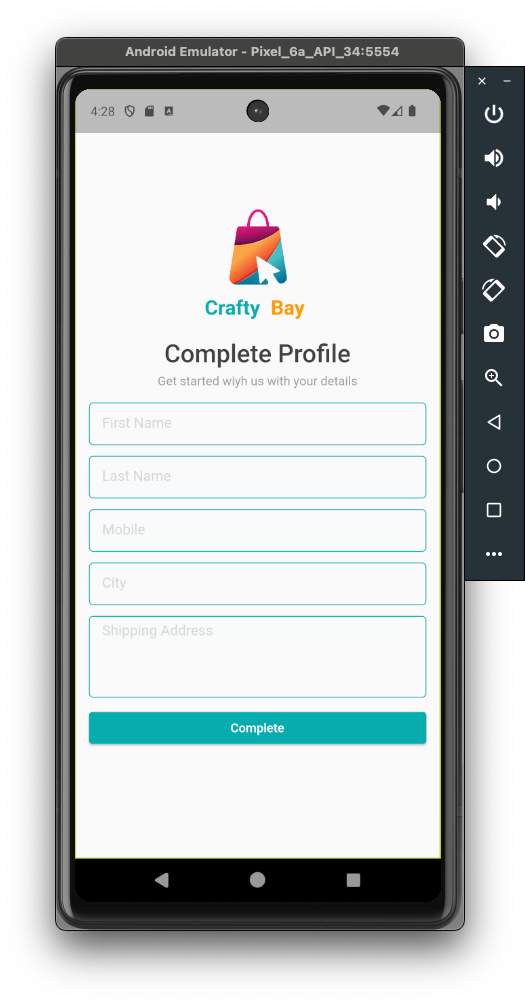 Android Emulator - Pixel_6a_API_34:5554
4:28
Crafty Bay
Complete Profile
Get started wiyh us with your details
First Name
Last Name
Mobile
City
Shipping Address
Complete